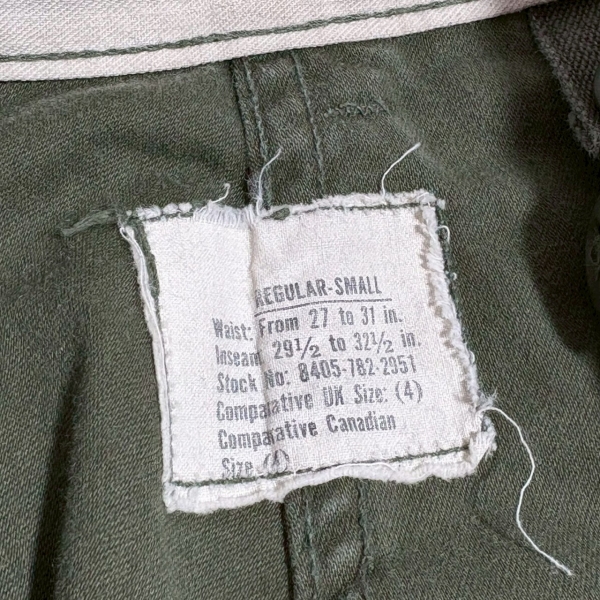 REGULAR-SMALL
Waist: From 27 to 31 in.
Inseam 29½ to 32½ in.
Stock No: 8405-782-2951
Comparative UK Size: (4)
Comparative Canadian
Size (4)